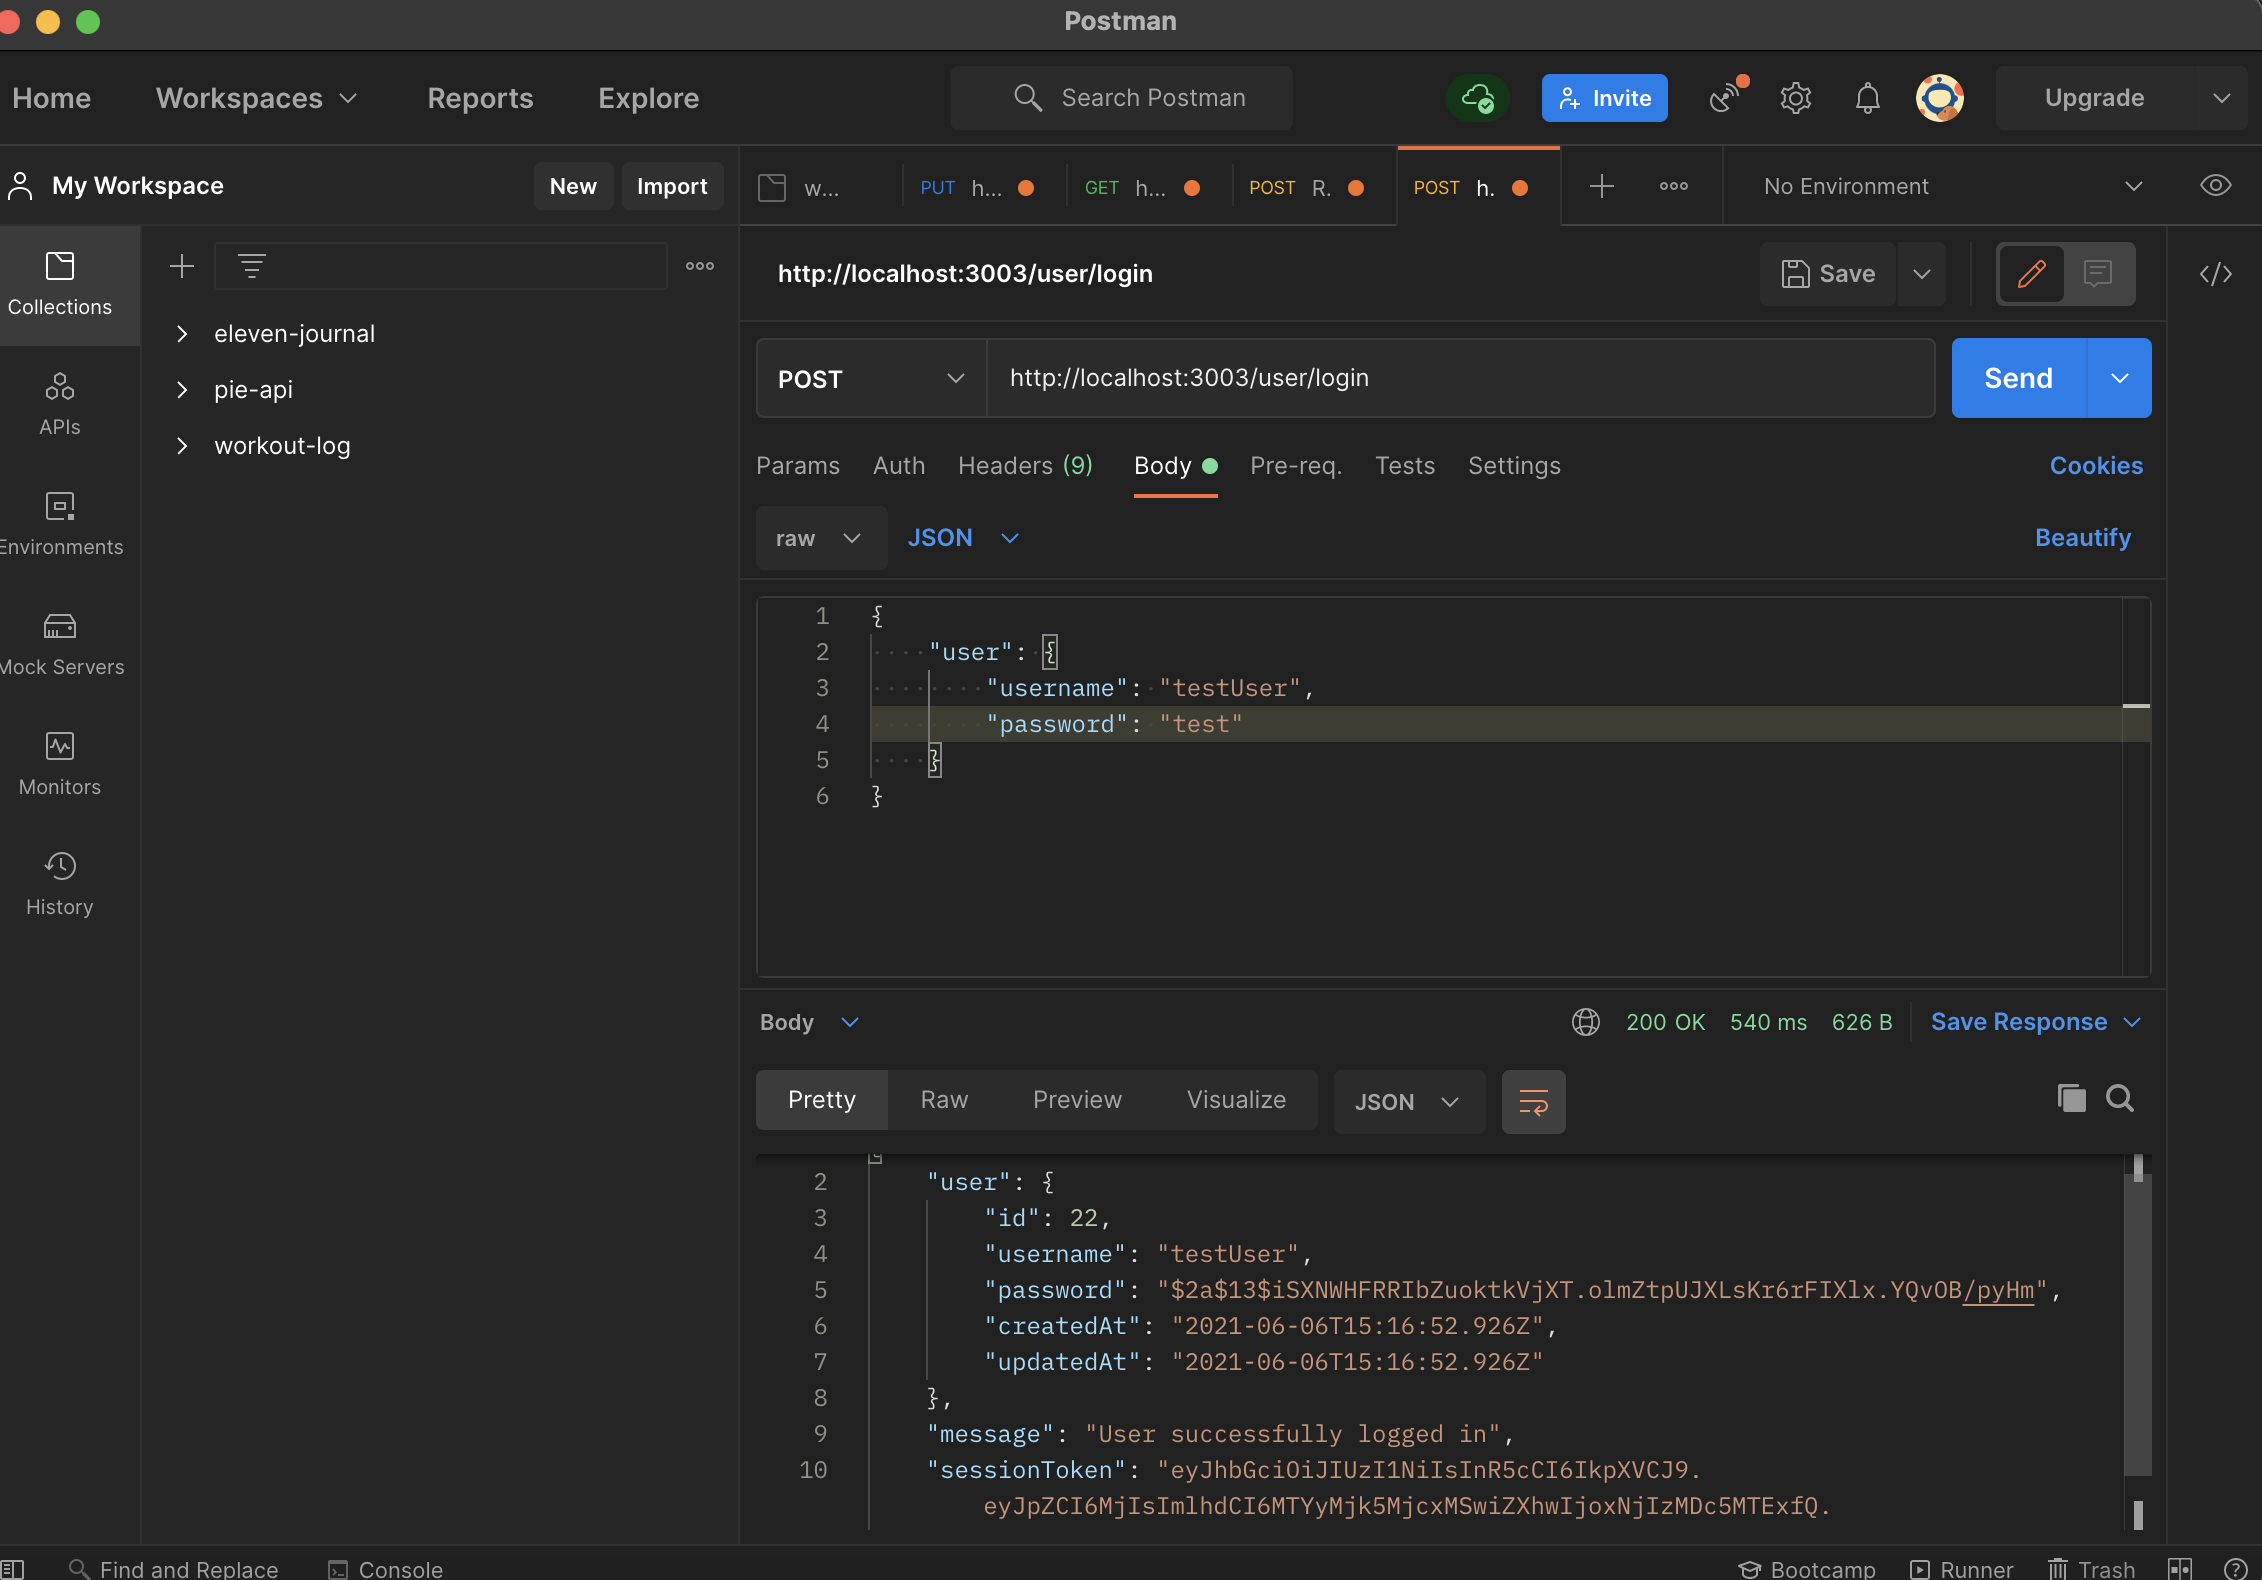 Postman
Home Workspaces Reports Explore Search Postman Invite Upgrade
My Workspace New Import
w... PUT h... GET h... POST R. POST h. No Environment
Collections
APIs
Environments
Mock Servers
Monitors
History
eleven-journal
pie-api
workout-log
http://localhost:3003/user/login Save
POST http://localhost:3003/user/login Send
Params Auth Headers (9) Body Pre-req. Tests Settings Cookies
raw JSON Beautify
1 {
2 "user": {
3 "username": "testUser",
4 "password": "test"
5 }
6 }
Body 200 OK 540 ms 626 B Save Response
Pretty Raw Preview Visualize JSON
2 "user": {
3 "id": 22,
4 "username": "testUser",
5 "password": "$2a$13$iSXNWHFRRIbZuoktkVjXT.olmZtpUJXLsKr6rFIXlx.YQvOB/pyHm",
6 "createdAt": "2021-06-06T15:16:52.926Z",
7 "updatedAt": "2021-06-06T15:16:52.926Z"
8 },
9 "message": "User successfully logged in",
10 "sessionToken": "eyJhbGciOiJIUzI1NiIsInR5cCI6IkpXVCJ9.
eyJpZCI6MjIsImlhdCI6MTYyMjk5MjcxMSwiZXhwIjoxNjIzMDc5MTExfQ.
Find and Replace Console Bootcamp Runner Trash